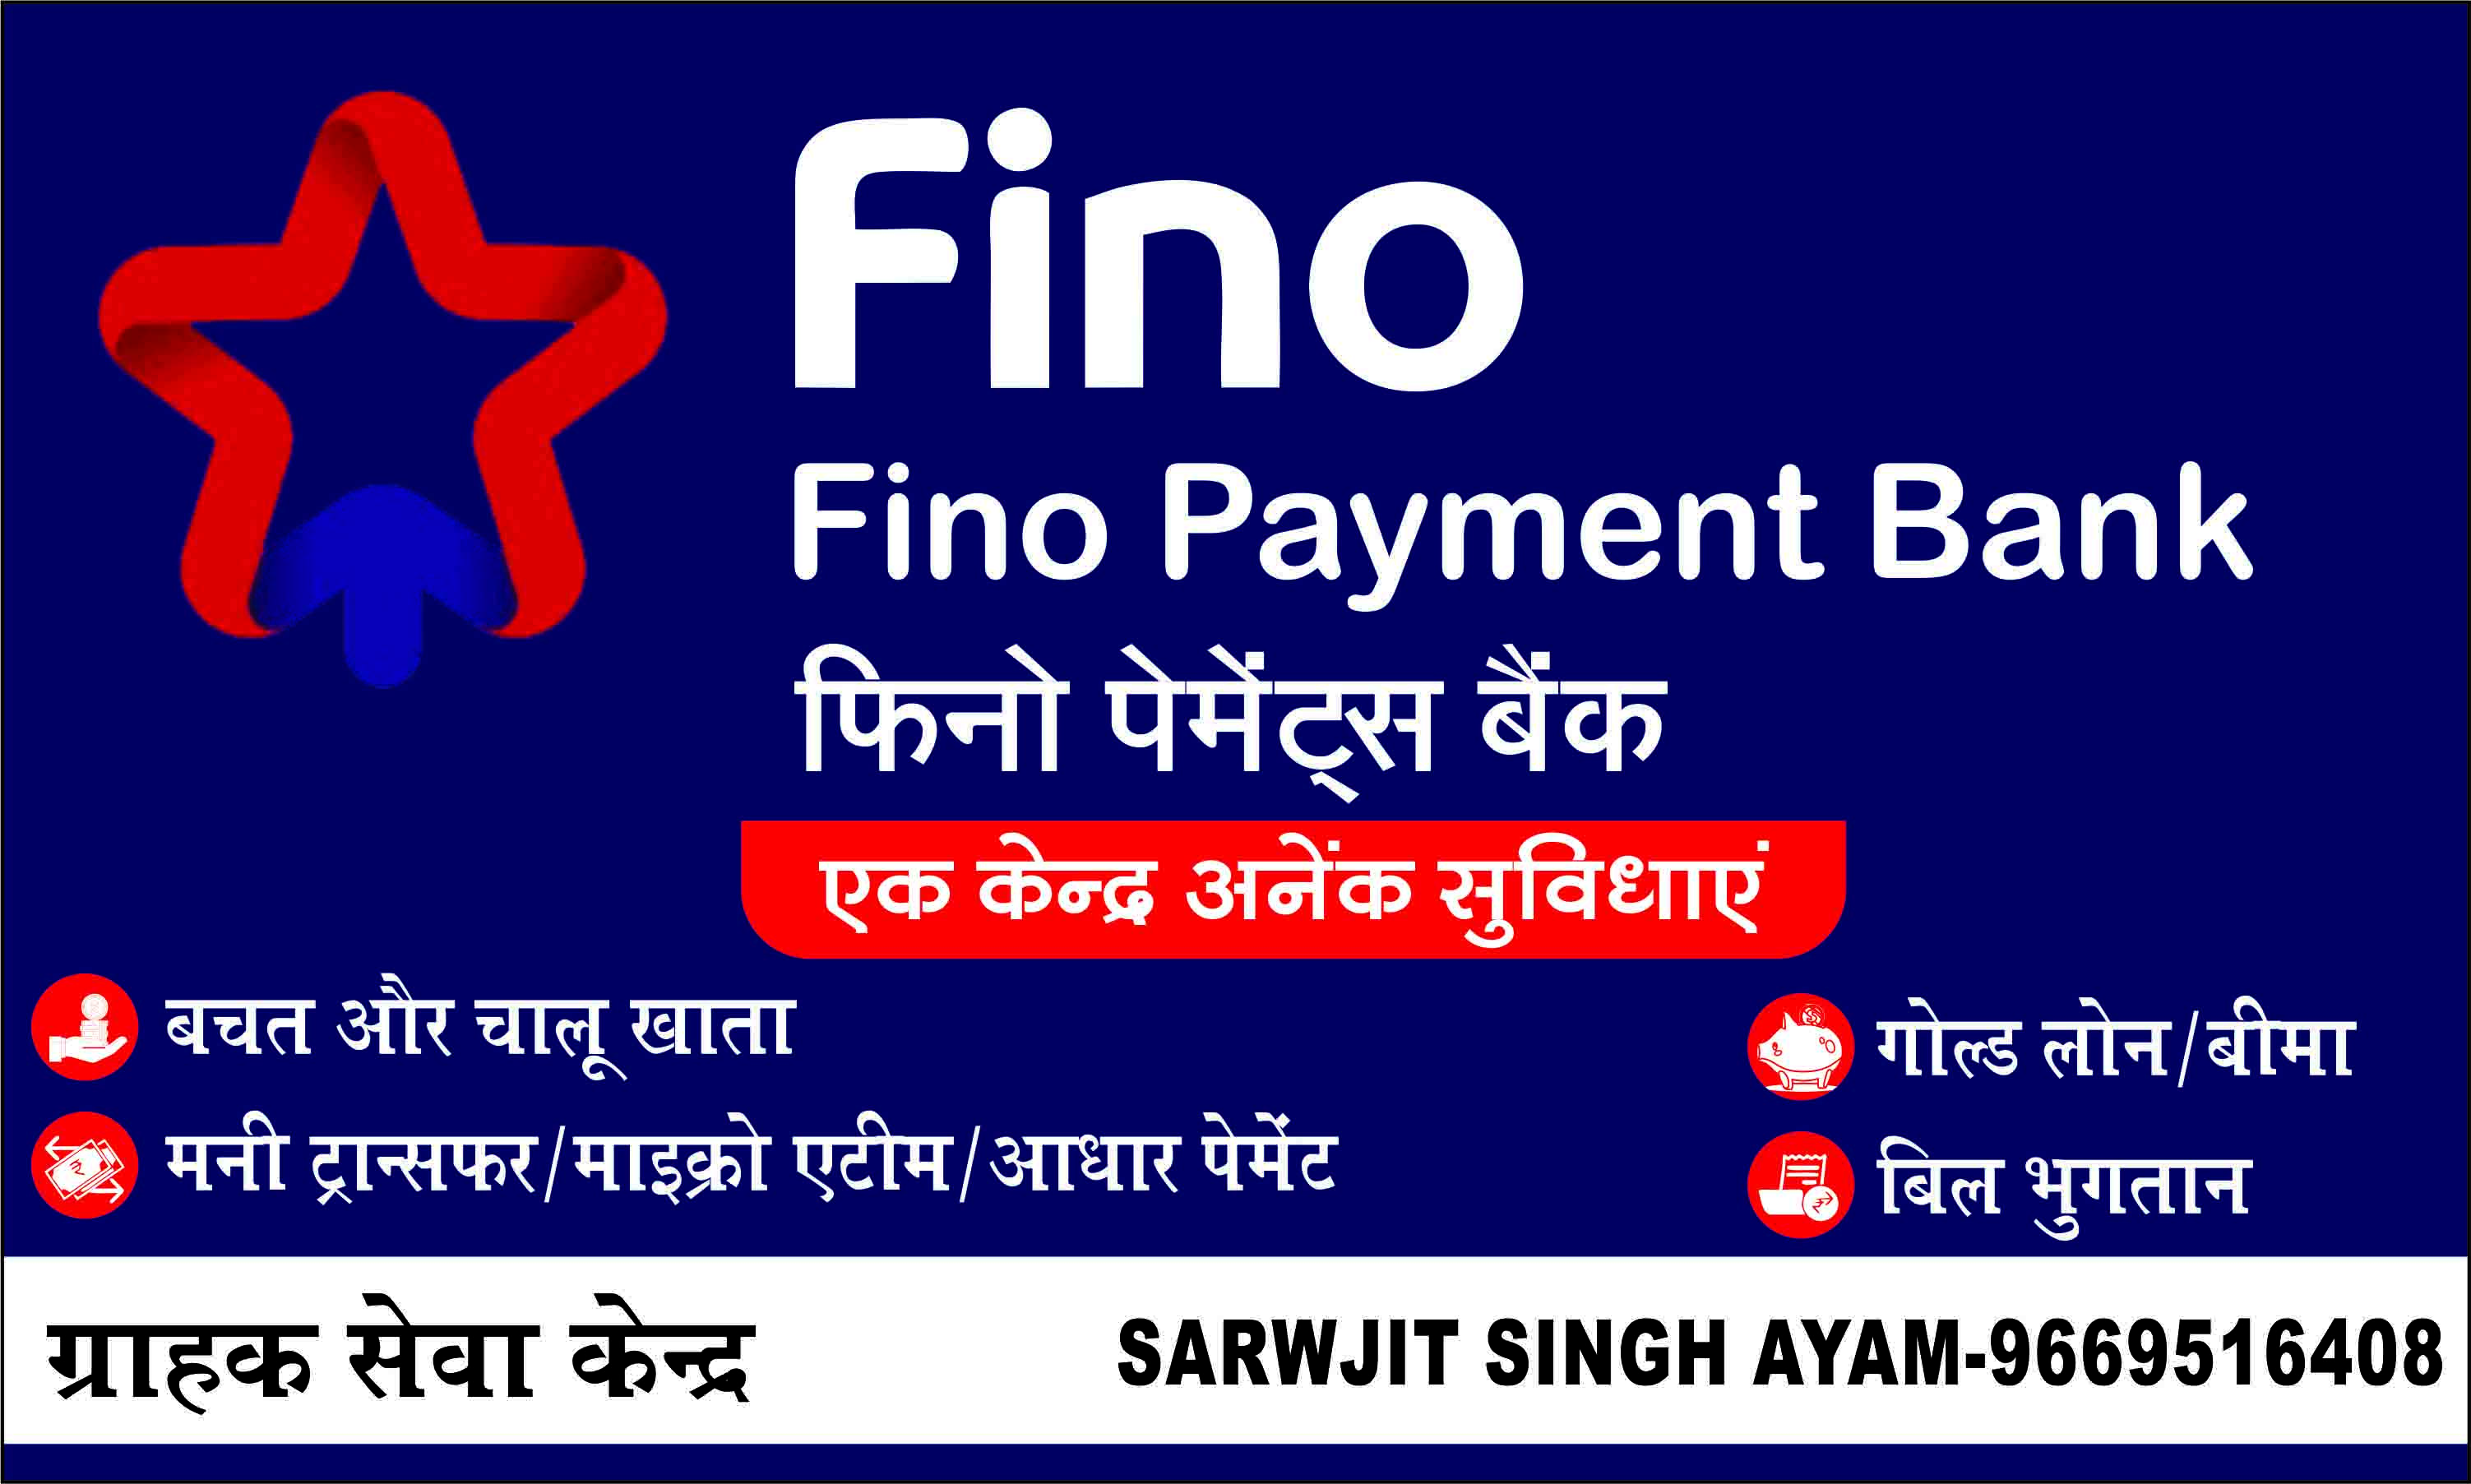 Fino
Fino Payment Bank
फिनो पेमेंट्स बैंक
एक केन्द्र अनेंक सुविधाएं
बचत और चालू खाता
गोल्ड लोन/बीमा
मनी ट्रान्सफर/माइक्रो एटीम/आधार पेमेंट
बिल भुगतान
ग्राहक सेवा केन्द्र SARWJIT SINGH AYAM-9669516408